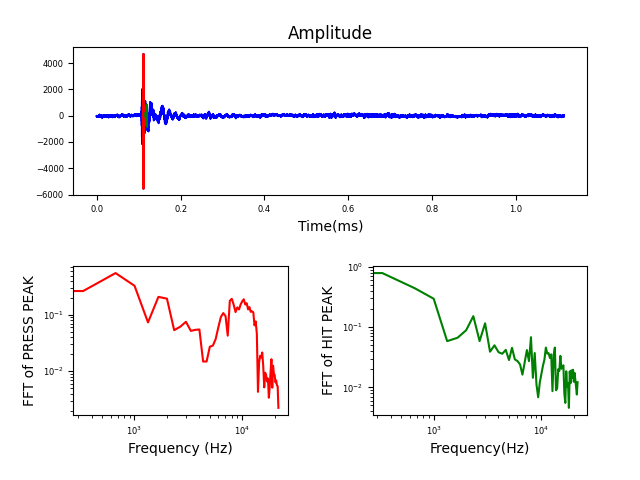 Amplitude
4000
2000
0
−2000
−4000
−6000
0.0 0.2 0.4 0.6 0.8 1.0
Time(ms)
FFT of PRESS PEAK
10⁻¹
10⁻²
10³ 10⁴
Frequency (Hz)
FFT of HIT PEAK
10⁰
10⁻¹
10⁻²
10³ 10⁴
Frequency(Hz)